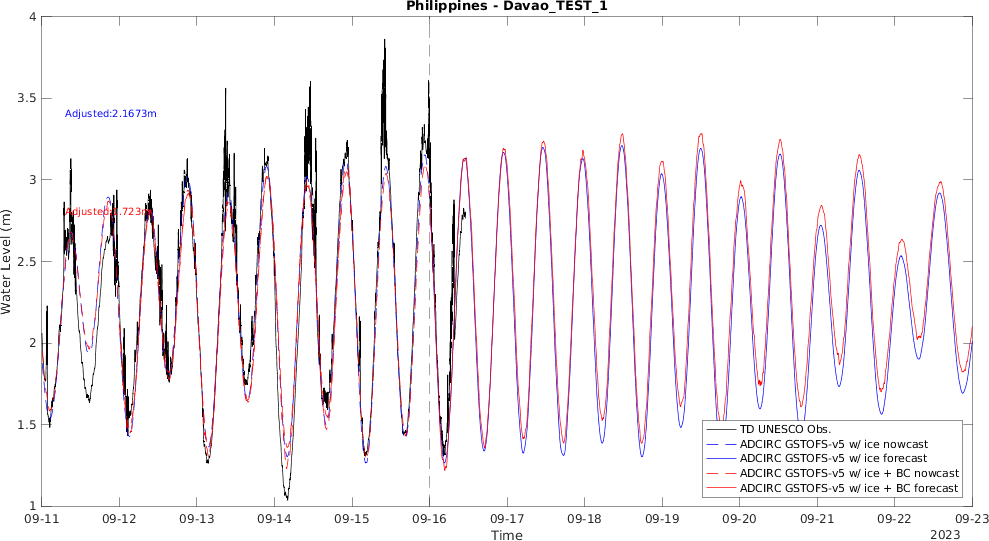 Philippines - Davao_TEST_1
4
3.5
3
2.5
2
1.5
1
Water Level (m)
Adjusted:2.1673m
TD UNESCO Obs.
ADCIRC GSTOFS-v5 w/ ice nowcast
ADCIRC GSTOFS-v5 w/ ice forecast
ADCIRC GSTOFS-v5 w/ ice + BC nowcast
ADCIRC GSTOFS-v5 w/ ice + BC forecast
09-11 09-12 09-13 09-14 09-15 09-16 09-17 09-18 09-19 09-20 09-21 09-22 09-23
Time
2023